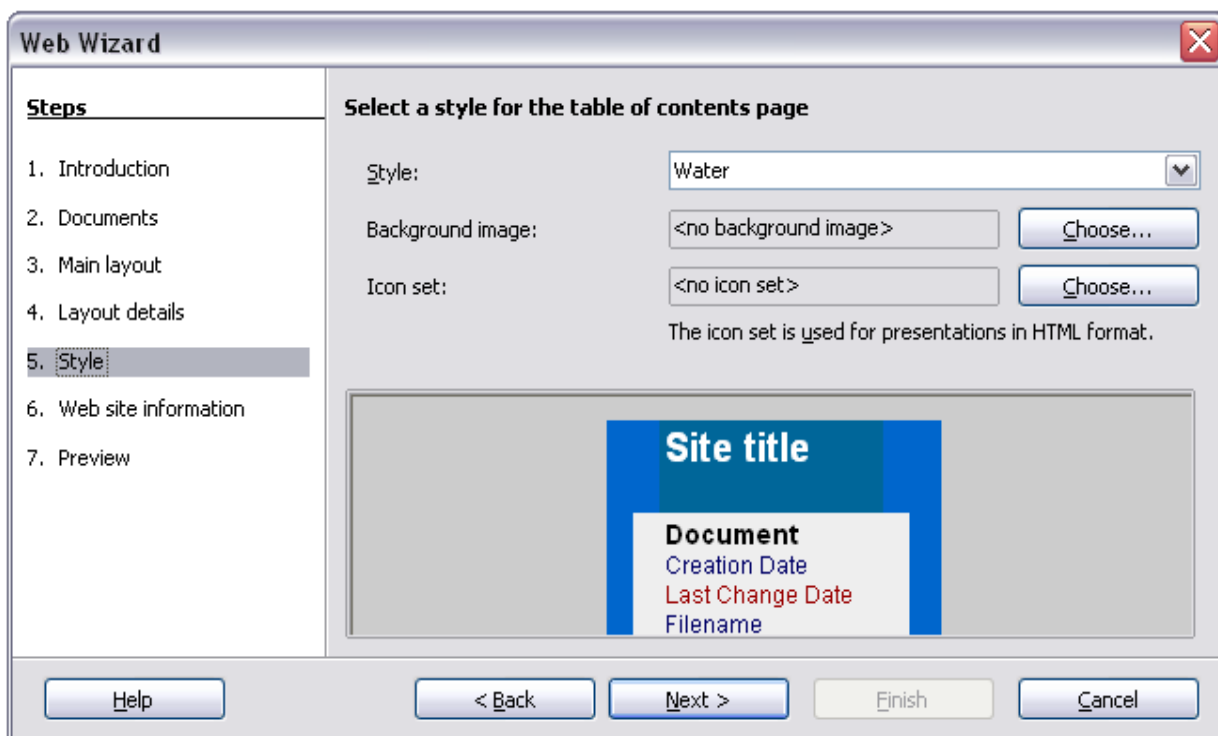 Web Wizard
Steps
1. Introduction
2. Documents
3. Main layout
4. Layout details
5. Style
6. Web site information
7. Preview
Select a style for the table of contents page
Style: Water
Background image: <no background image> Choose...
Icon set: <no icon set> Choose...
The icon set is used for presentations in HTML format.
Site title
Document
Creation Date
Last Change Date
Filename
Help < Back Next > Finish Cancel